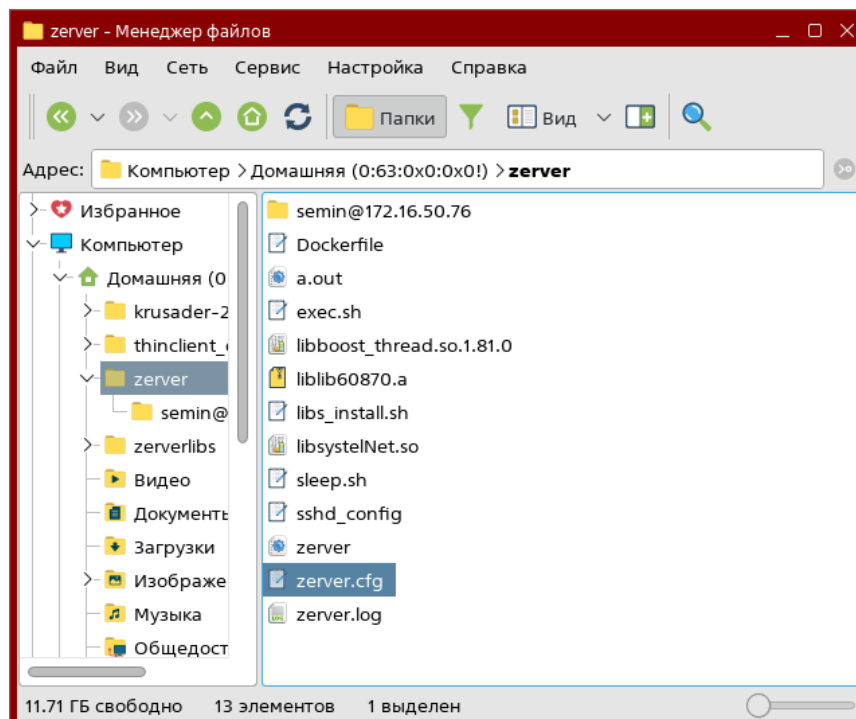 zerver - Менеджер файлов
Файл Вид Сеть Сервис Настройка Справка
Папки Вид
Адрес: Компьютер Домашняя (0:63:0x0:0x0!) zerver
Избранное
Компьютер
Домашняя (0
krusader-2
thinclient_
zerver
semin@
zerverlibs
Видео
Документь
Загрузки
Изображе
Музыка
Общедост
semin@172.16.50.76
Dockerfile
a.out
exec.sh
libboost_thread.so.1.81.0
liblib60870.a
libs_install.sh
libsystelNet.so
sleep.sh
sshd_config
zerver
zerver.cfg
zerver.log
11.71 ГБ свободно 13 элементов 1 выделен